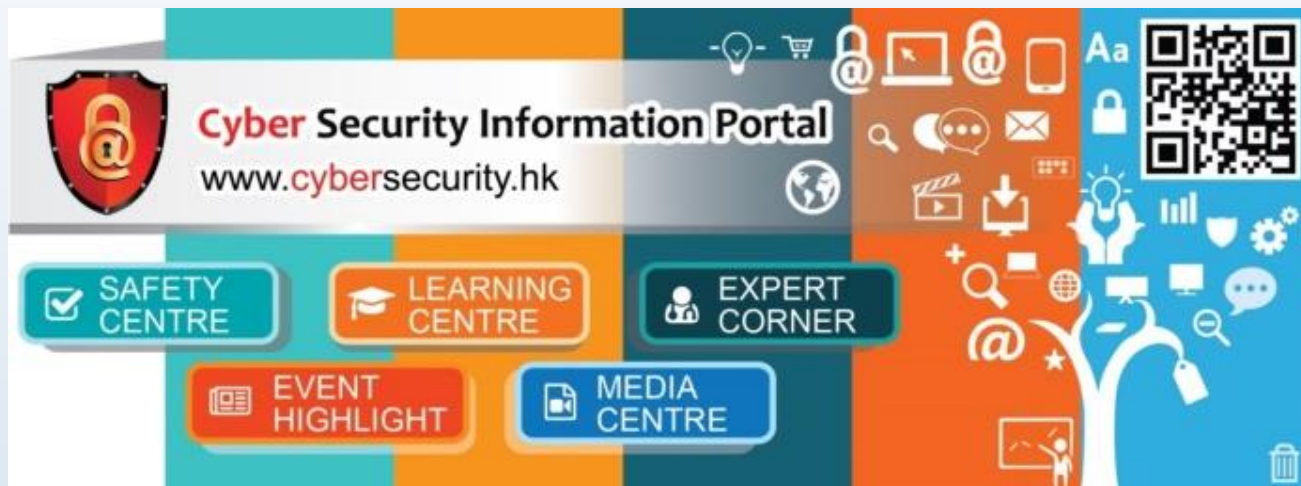 Cyber Security Information Portal
www.cybersecurity.hk
Aa
SAFETY
CENTRE
LEARNING
CENTRE
EXPERT
CORNER
EVENT
HIGHLIGHT
MEDIA
CENTRE